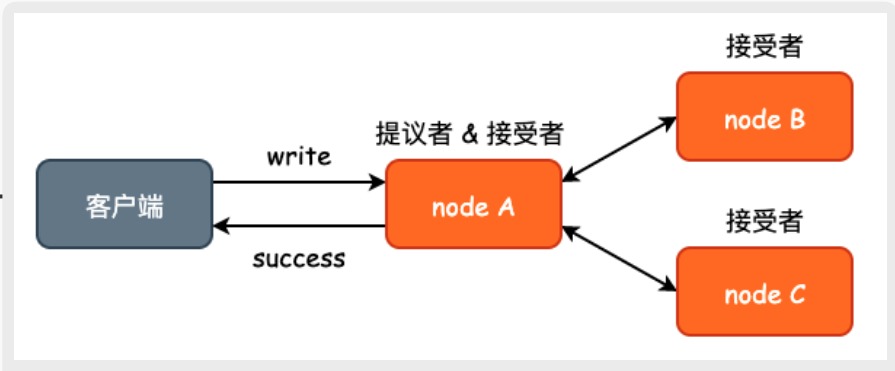 接受者
node B
提议者 & 接受者
write
客户端
node A
success
接受者
node C